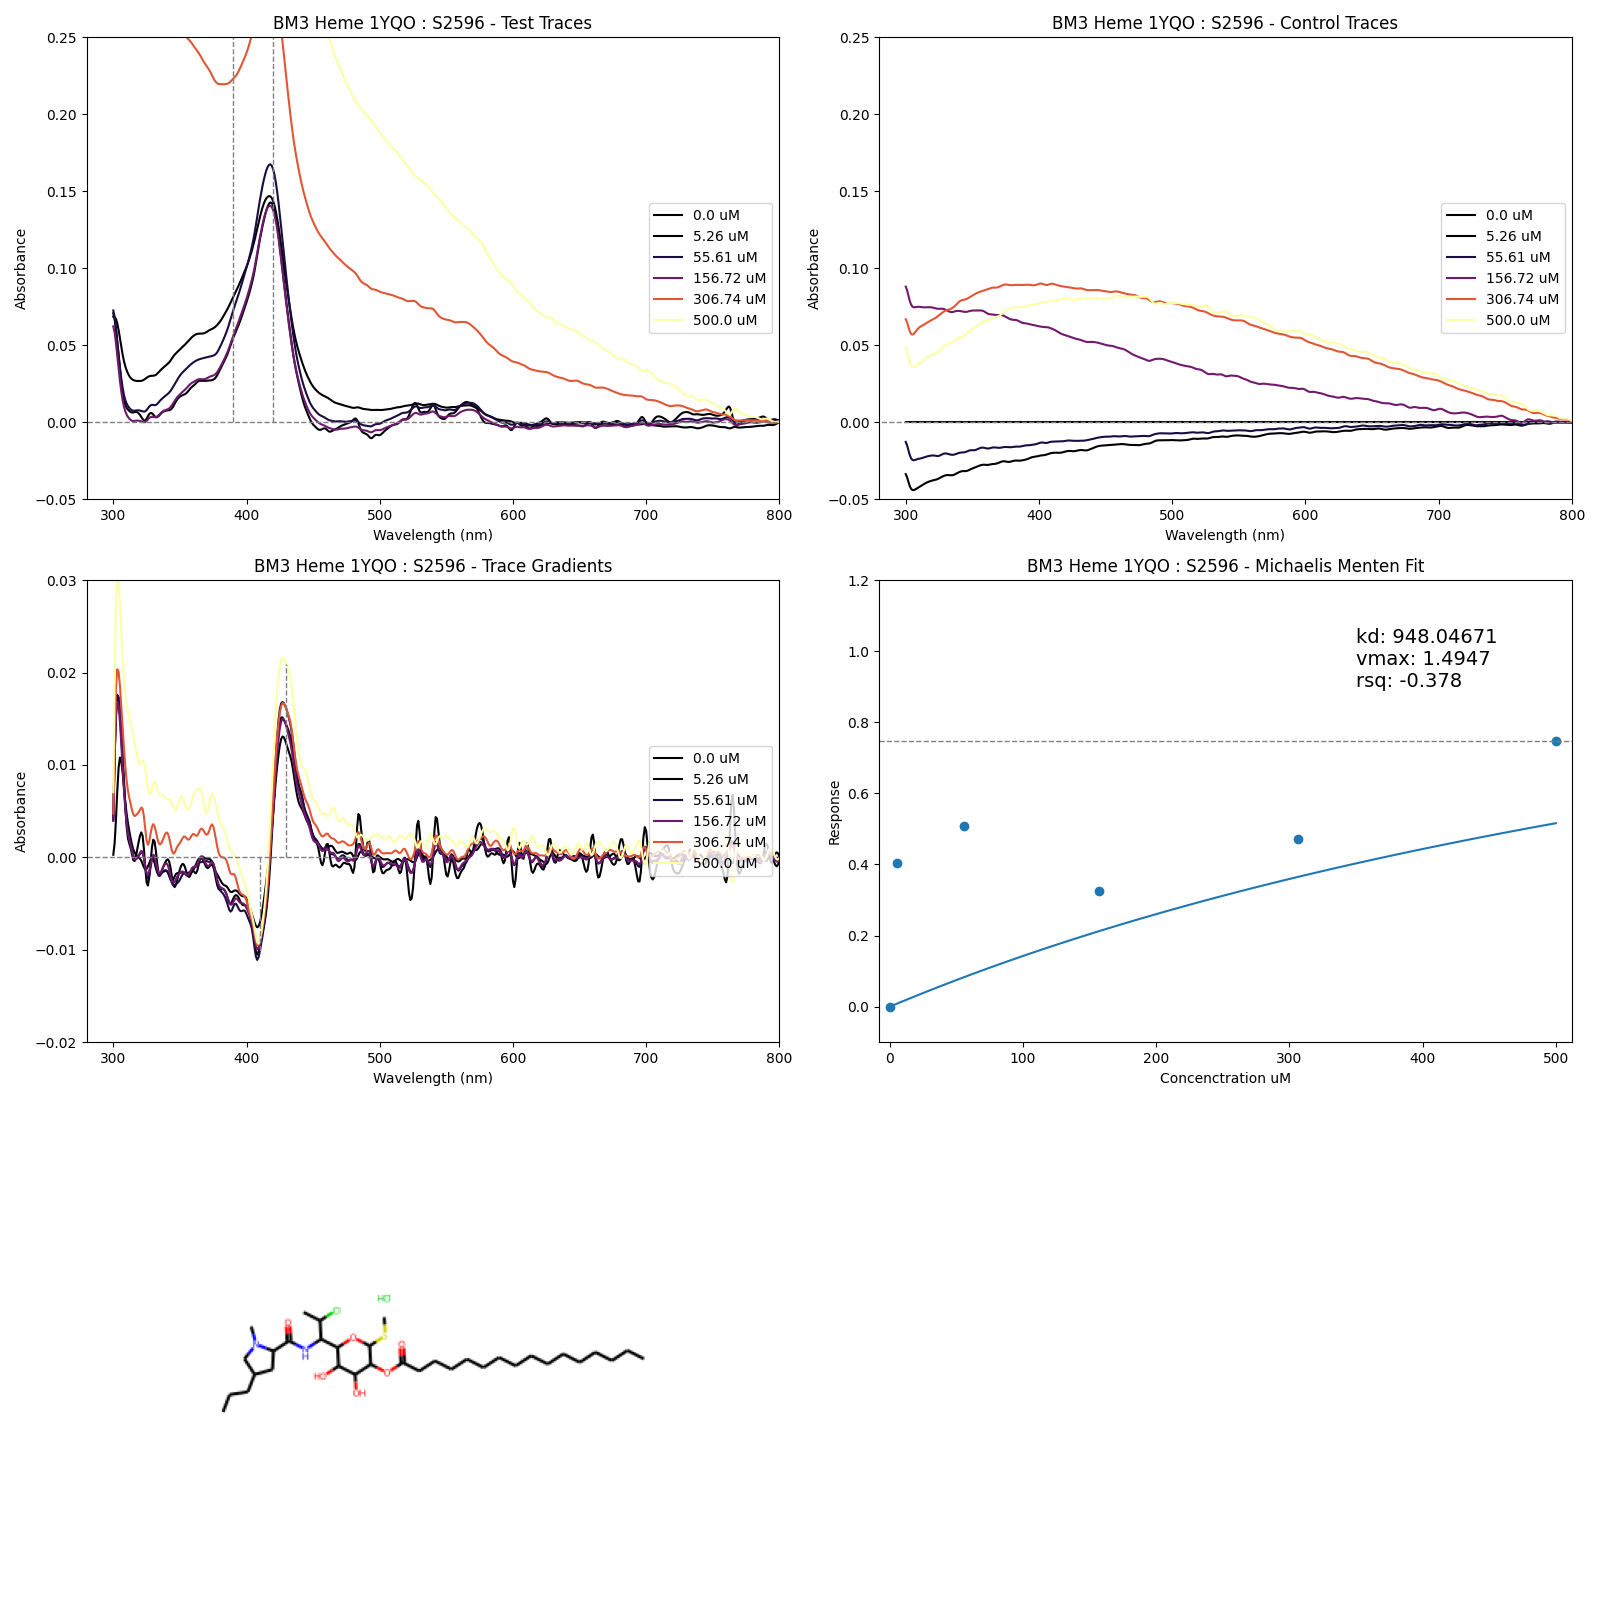 BM3 Heme 1YQO : S2596 - Test Traces
0.25
0.20
0.15
0.10
0.05
0.00
−0.05
Absorbance
0.0 uM
5.26 uM
55.61 uM
156.72 uM
306.74 uM
500.0 uM
300 400 500 600 700 800
Wavelength (nm)
BM3 Heme 1YQO : S2596 - Control Traces
0.25
0.20
0.15
0.10
0.05
0.00
−0.05
Absorbance
0.0 uM
5.26 uM
55.61 uM
156.72 uM
306.74 uM
500.0 uM
300 400 500 600 700 800
Wavelength (nm)
BM3 Heme 1YQO : S2596 - Trace Gradients
0.03
0.02
0.01
0.00
−0.01
−0.02
Absorbance
0.0 uM
5.26 uM
55.61 uM
156.72 uM
306.74 uM
500.0 uM
300 400 500 600 700 800
Wavelength (nm)
BM3 Heme 1YQO : S2596 - Michaelis Menten Fit
kd: 948.04671
vmax: 1.4947
rsq: -0.378
1.2
1.0
0.8
0.6
0.4
0.2
0.0
Response
0 100 200 300 400 500
Concenctration uM
HCl
Cl
O
O
S
O
N
N
H
HO
O
OH